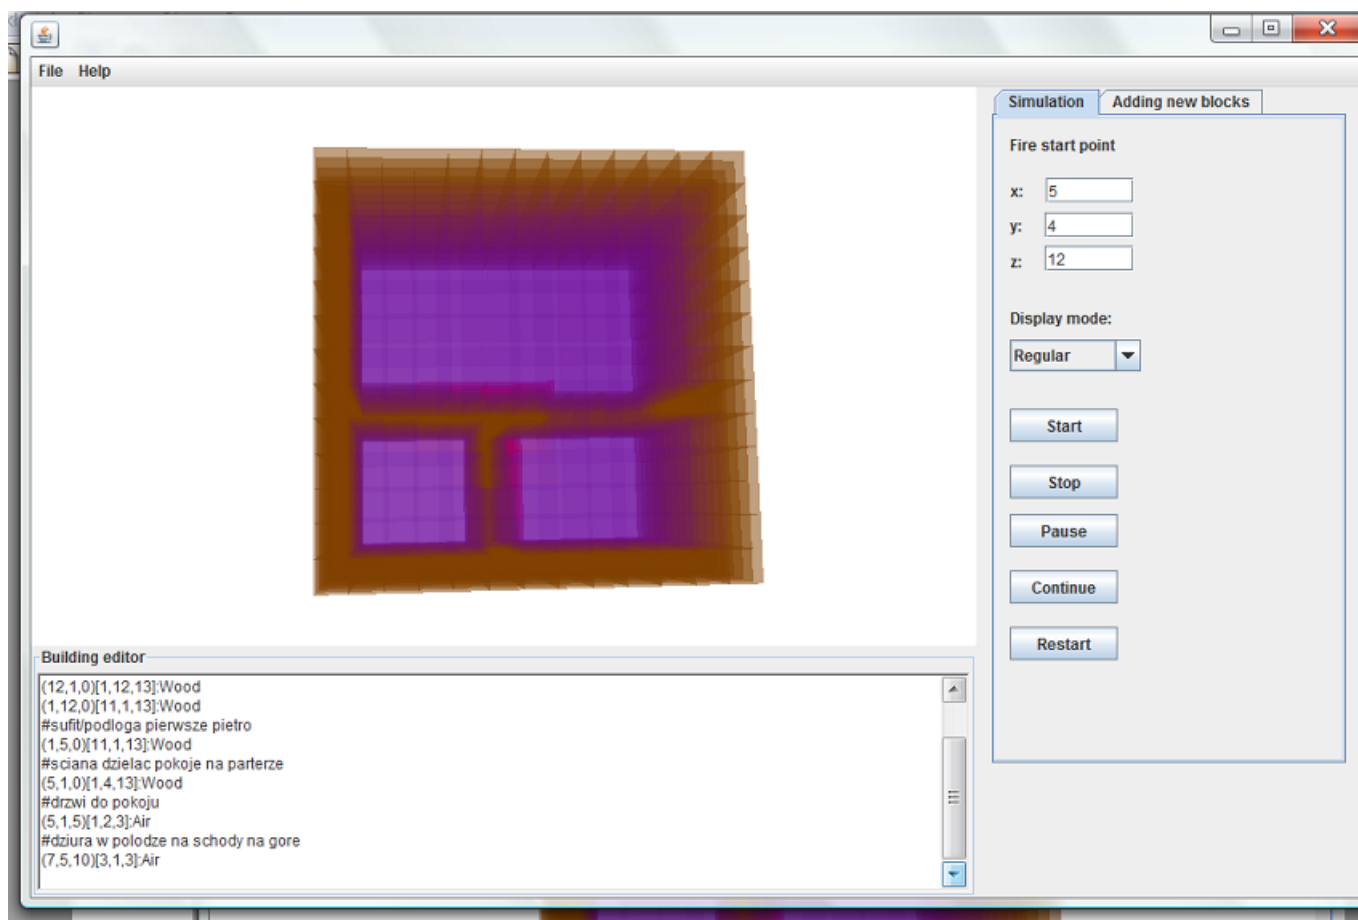 File Help
Simulation Adding new blocks
Fire start point
x: 5
y: 4
z: 12
Display mode:
Regular
Start
Stop
Pause
Continue
Restart
Building editor
(12,1,0)[1,12,13]:Wood
(1,12,0)[11,1,13]:Wood
#sufit/podloga pierwsze pietro
(1,5,0)[11,1,13]:Wood
#sciana dzielac pokoje na parterze
(5,1,0)[1,4,13]:Wood
#drzwi do pokoju
(5,1,5)[1,2,3]:Air
#dziura w polodze na schody na gore
(7,5,10)[3,1,3]:Air